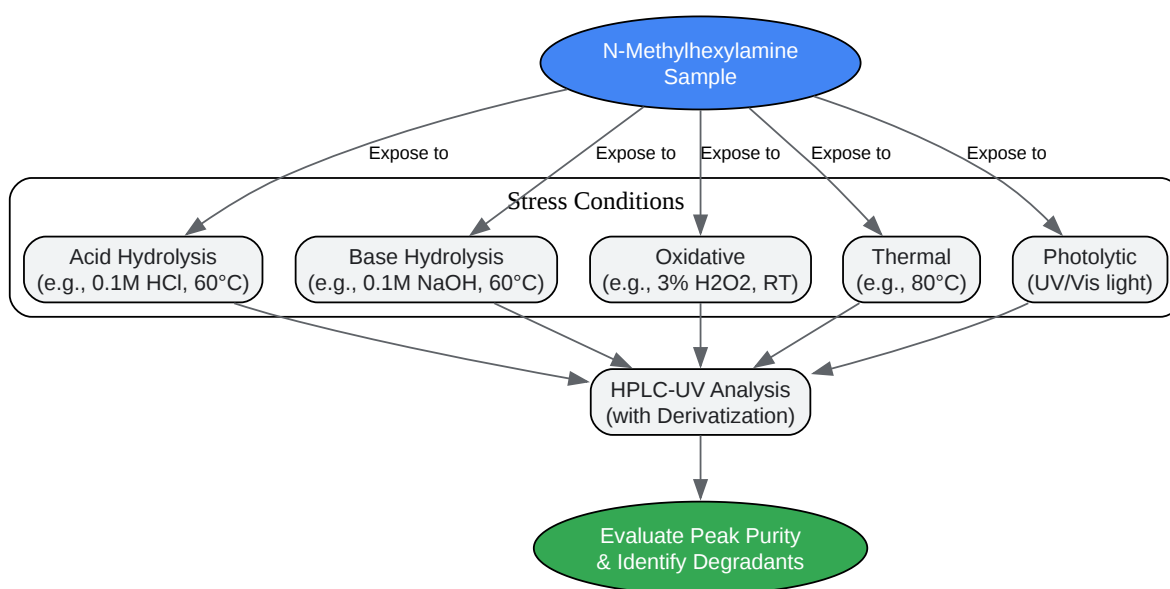 N-Methylhexylamine
Sample
Expose to
Expose to
Expose to
Expose to
Expose to
Stress Conditions
Acid Hydrolysis
(e.g., 0.1M HCl, 60°C)
Base Hydrolysis
(e.g., 0.1M NaOH, 60°C)
Oxidative
(e.g., 3% H2O2, RT)
Thermal
(e.g., 80°C)
Photolytic
(UV/Vis light)
HPLC-UV Analysis
(with Derivatization)
Evaluate Peak Purity
& Identify Degradants